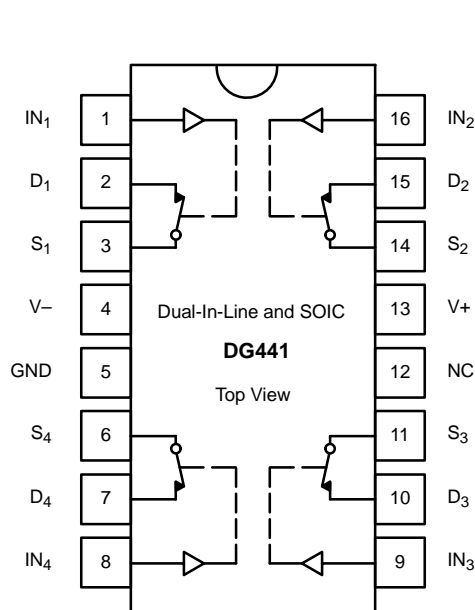 IN1 1 16 IN2
D1 2 15 D2
S1 3 14 S2
V– 4 Dual-In-Line and SOIC 13 V+
DG441
GND 5 12 NC
Top View
S4 6 11 S3
D4 7 10 D3
IN4 8 9 IN3